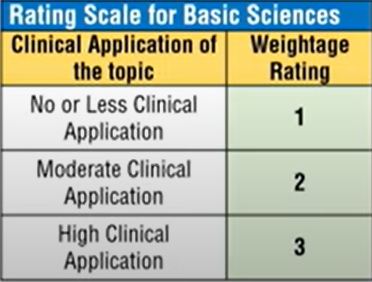 Rating Scale for Basic Sciences
Clinical Application of
the topic
Weightage
Rating
No or Less Clinical
Application
1
Moderate Clinical
Application
2
High Clinical
Application
3